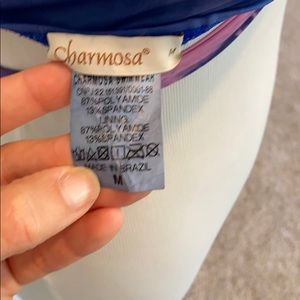 Charmosa®
M
CHARMOSA SWIMWEAR
87%POLYAMIDE
13%SPANDEX
LINING:
87%POLYAMIDE
13%SPANDEX
MADE IN BRAZIL
M